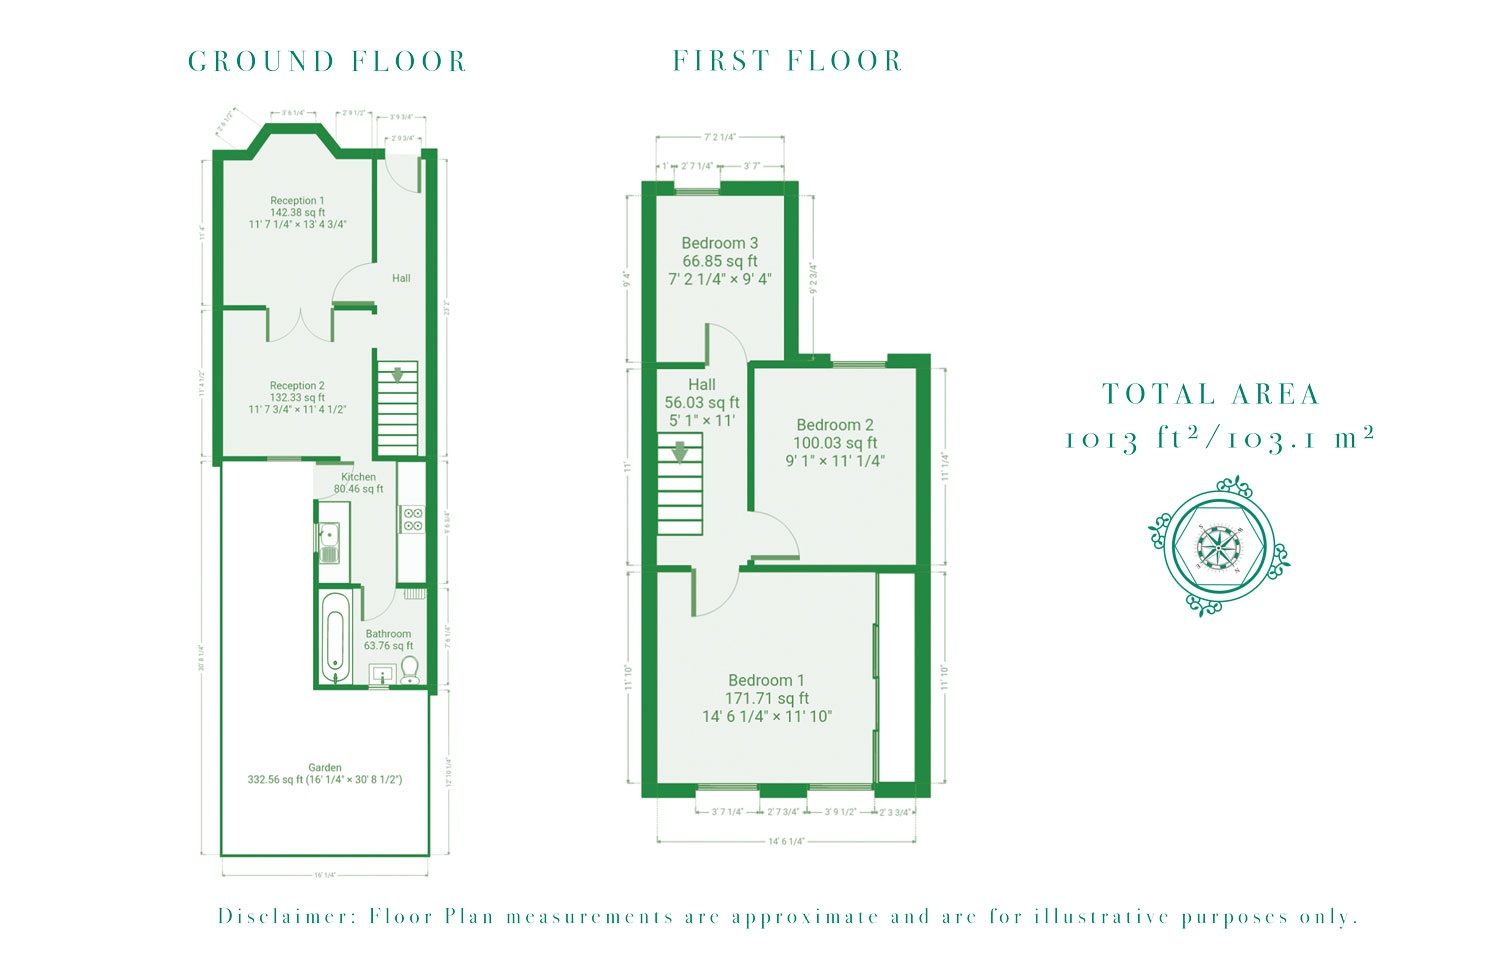 GROUND FLOOR
FIRST FLOOR
2' 6 1/2"
3' 6 1/4"
2' 9 1/2"
3' 9 3/4"
2' 9 3/4"
Reception 1
142.38 sq ft
11' 7 1/4" × 13' 4 3/4"
11' 4"
Hall
23' 2"
Reception 2
132.33 sq ft
11' 7 3/4" × 11' 4 1/2"
11' 4 1/2"
Kitchen
80.46 sq ft
Bathroom
63.76 sq ft
7' 6 1/4"
30' 8 1/4"
Garden
332.56 sq ft (16' 1/4" × 30' 8 1/2")
12' 10 1/4"
16' 1/4"
7' 2 1/4"
1'
2' 7 1/4"
3' 7"
Bedroom 3
66.85 sq ft
7' 2 1/4" × 9' 4"
9' 4"
9' 2 3/4"
Hall
56.03 sq ft
5' 1" × 11'
11'
Bedroom 2
100.03 sq ft
9' 1" × 11' 1/4"
11' 1/4"
Bedroom 1
171.71 sq ft
14' 6 1/4" × 11' 10"
11' 10"
11' 10"
3' 7 1/4"
2' 7 3/4"
3' 9 1/2"
2' 3 3/4"
14' 6 1/4"
TOTAL AREA
1013 ft²/103.1 m²
S
W
E
N
Disclaimer: Floor Plan measurements are approximate and are for illustrative purposes only.